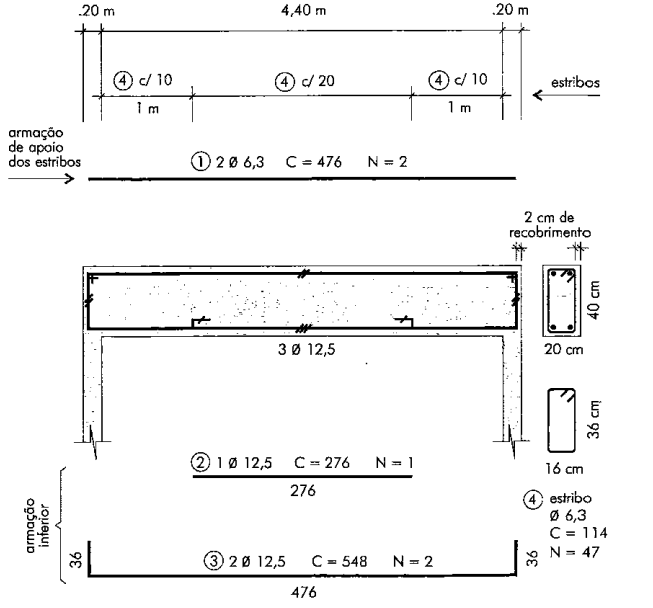 .20 m 4,40 m .20 m
④ c/ 10 ④ c/20 ④ c/ 10
1 m 1 m
estribos
armação
de apoio
dos estribos
① 2 Ø 6,3 C = 476 N = 2
2 cm de
recobrimento
40 cm
20 cm
3 Ø 12,5
36 cm
16 cm
② 1 Ø 12,5 C = 276 N = 1
276
④ estribo
Ø 6,3
C = 114
N = 47
armação
inferior
36
③ 2 Ø 12,5 C = 548 N = 2
36
476